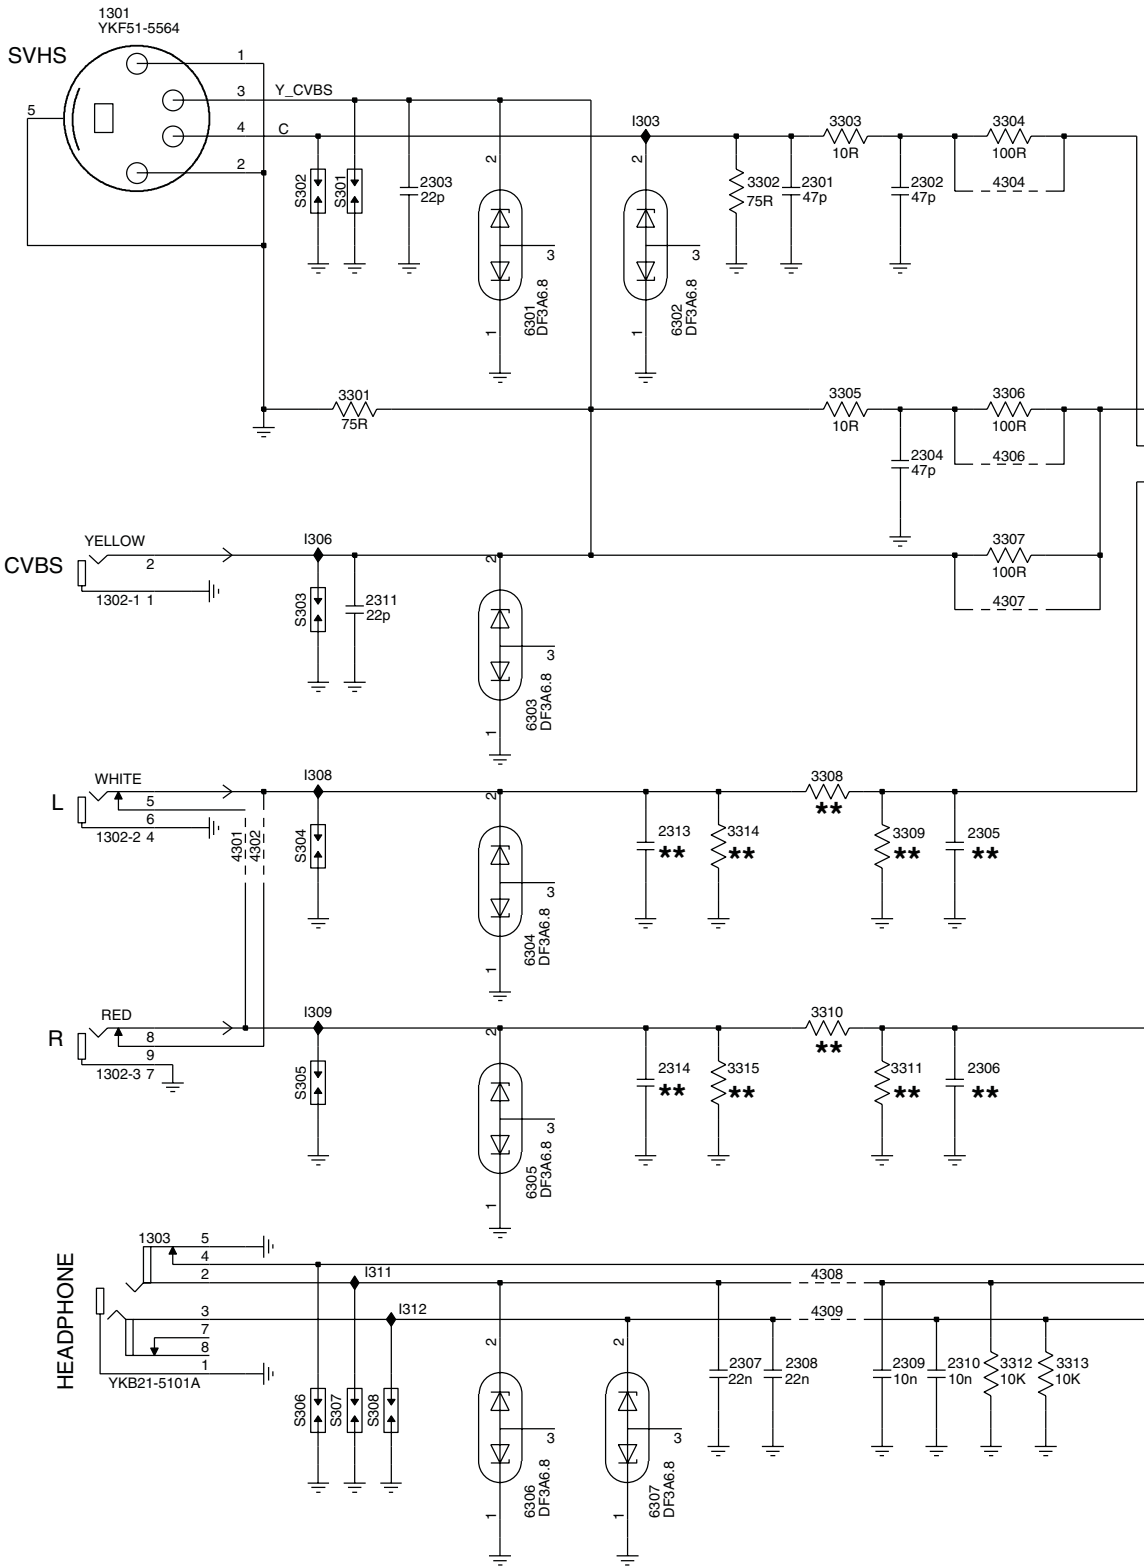 1301
YKF51-5564
SVHS
1
3
Y_CVBS
5
4
C
I303
3303
10R
3304
100R
2
2
2
S302
S301
2303
22p
3302
75R
2301
47p
2302
47p
4304
3
3
6301
DF3A6.8
6302
DF3A6.8
1
1
3301
75R
3305
10R
3306
100R
2304
47p
4306
CVBS
YELLOW
2
I306
2
3307
100R
1302-1 1
S303
2311
22p
4307
3
6303
DF3A6.8
1
L
WHITE
5
6
1302-2 4
4301
4302
I308
2
3308
**
S304
2313
**
3314
**
3309
**
2305
**
3
6304
DF3A6.8
1
R
RED
8
9
1302-3 7
I309
2
3310
**
S305
2314
**
3315
**
3311
**
2306
**
3
6305
DF3A6.8
1
HEADPHONE
1303
5
4
2
I311
4308
3
I312
4309
7
8
1
YKB21-5101A
2
2
2307
22n
2308
22n
2309
10n
2310
10n
3312
10K
3313
10K
S306
S307
S308
3
3
6306
DF3A6.8
6307
DF3A6.8
1
1